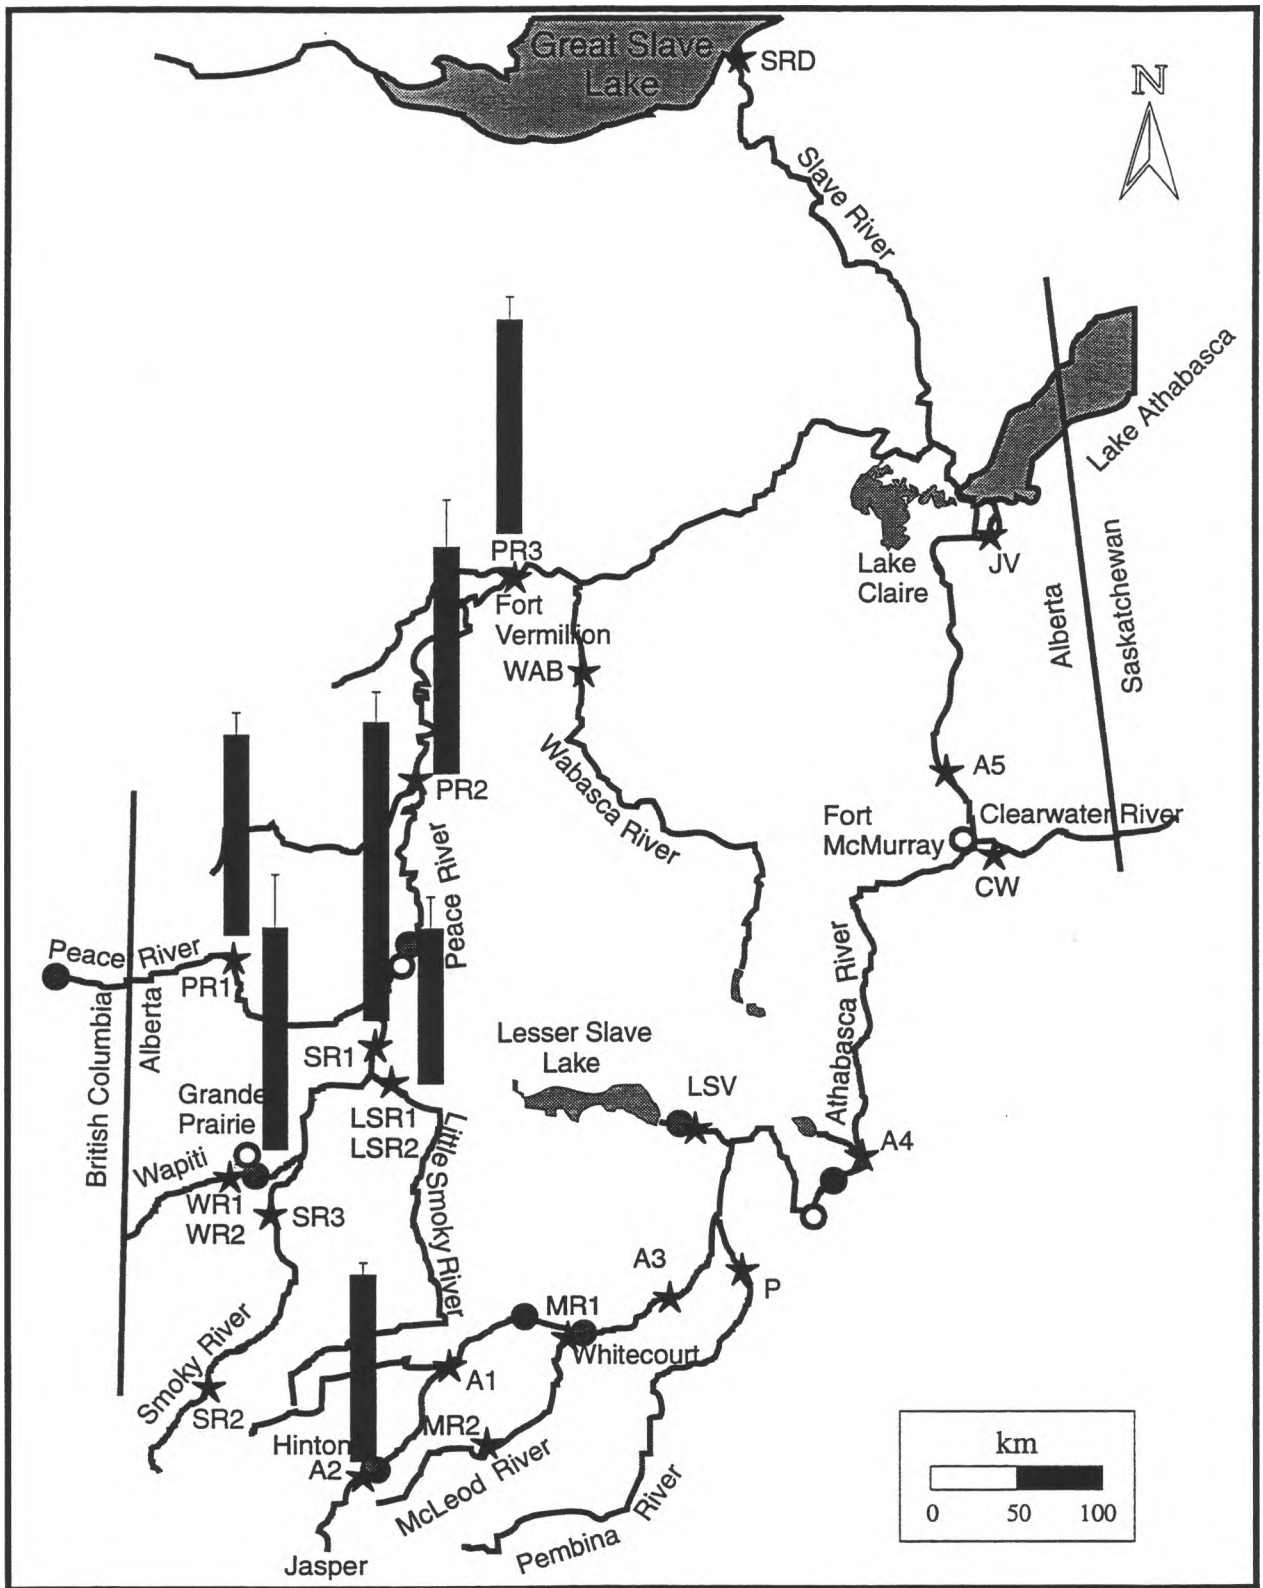 Great Slave
Lake
SRD
N
Slave River
Lake Athabasca
PR3
Fort
Vermillion
WAB
Lake
Claire
JV
Alberta
Saskatchewan
PR2
Wabasca River
A5
Fort
McMurray
Clearwater River
CW
Peace River
Peace River
PR1
British Columbia
Alberta
SR1
Lesser Slave
Lake
LSV
Athabasca River
A4
Grande
Prairie
LSR1
LSR2
Little Smoky River
Wapiti
WR1
WR2
SR3
A3
P
MR1
Whitecourt
Smoky River
SR2
A1
MR2
Hinton
A2
McLeod River
Pembina River
Jasper
km
0 50 100